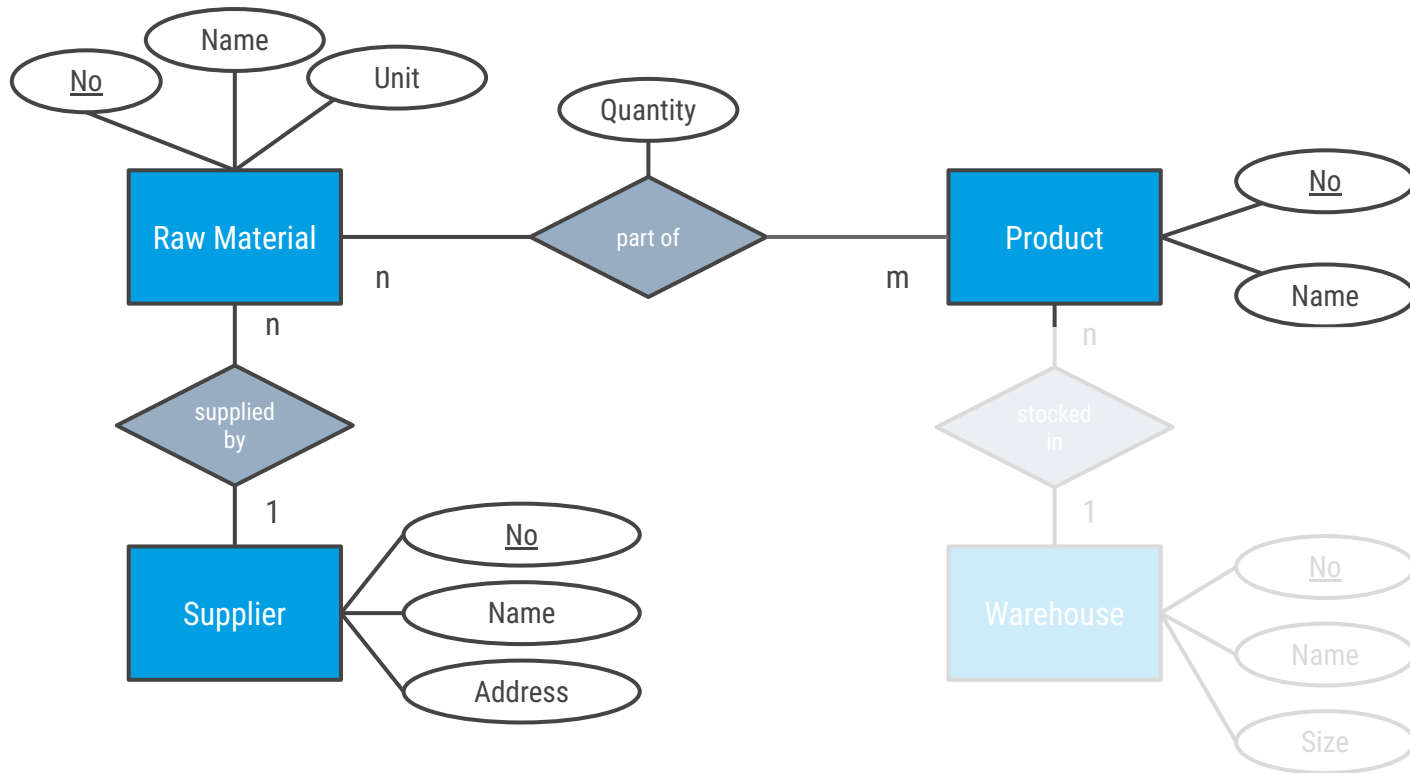 Name
No
Unit
Quantity
No
Raw Material
part of
Product
n
m
Name
n
n
supplied
by
stocked
in
1
1
No
No
Supplier
Name
Warehouse
Name
Address
Size